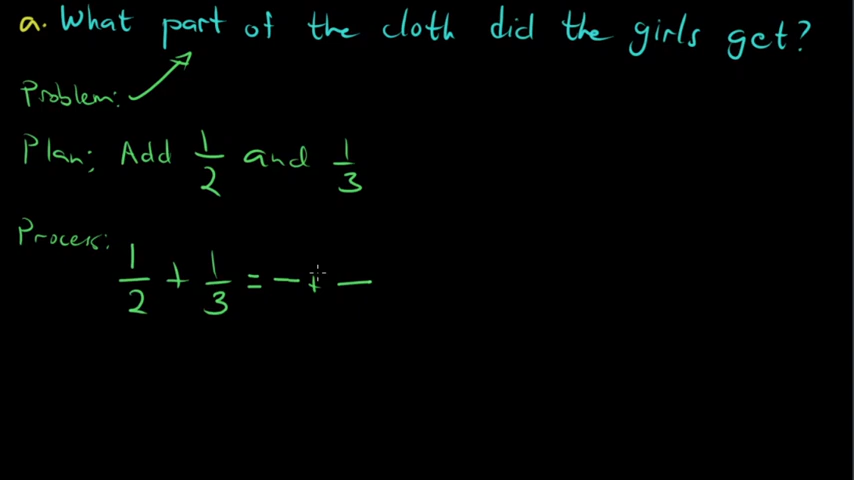 a. What part of the cloth did the girls get?
Problem:
Plan; Add 1/2 and 1/3
Process:
1/2 + 1/3 = — + —